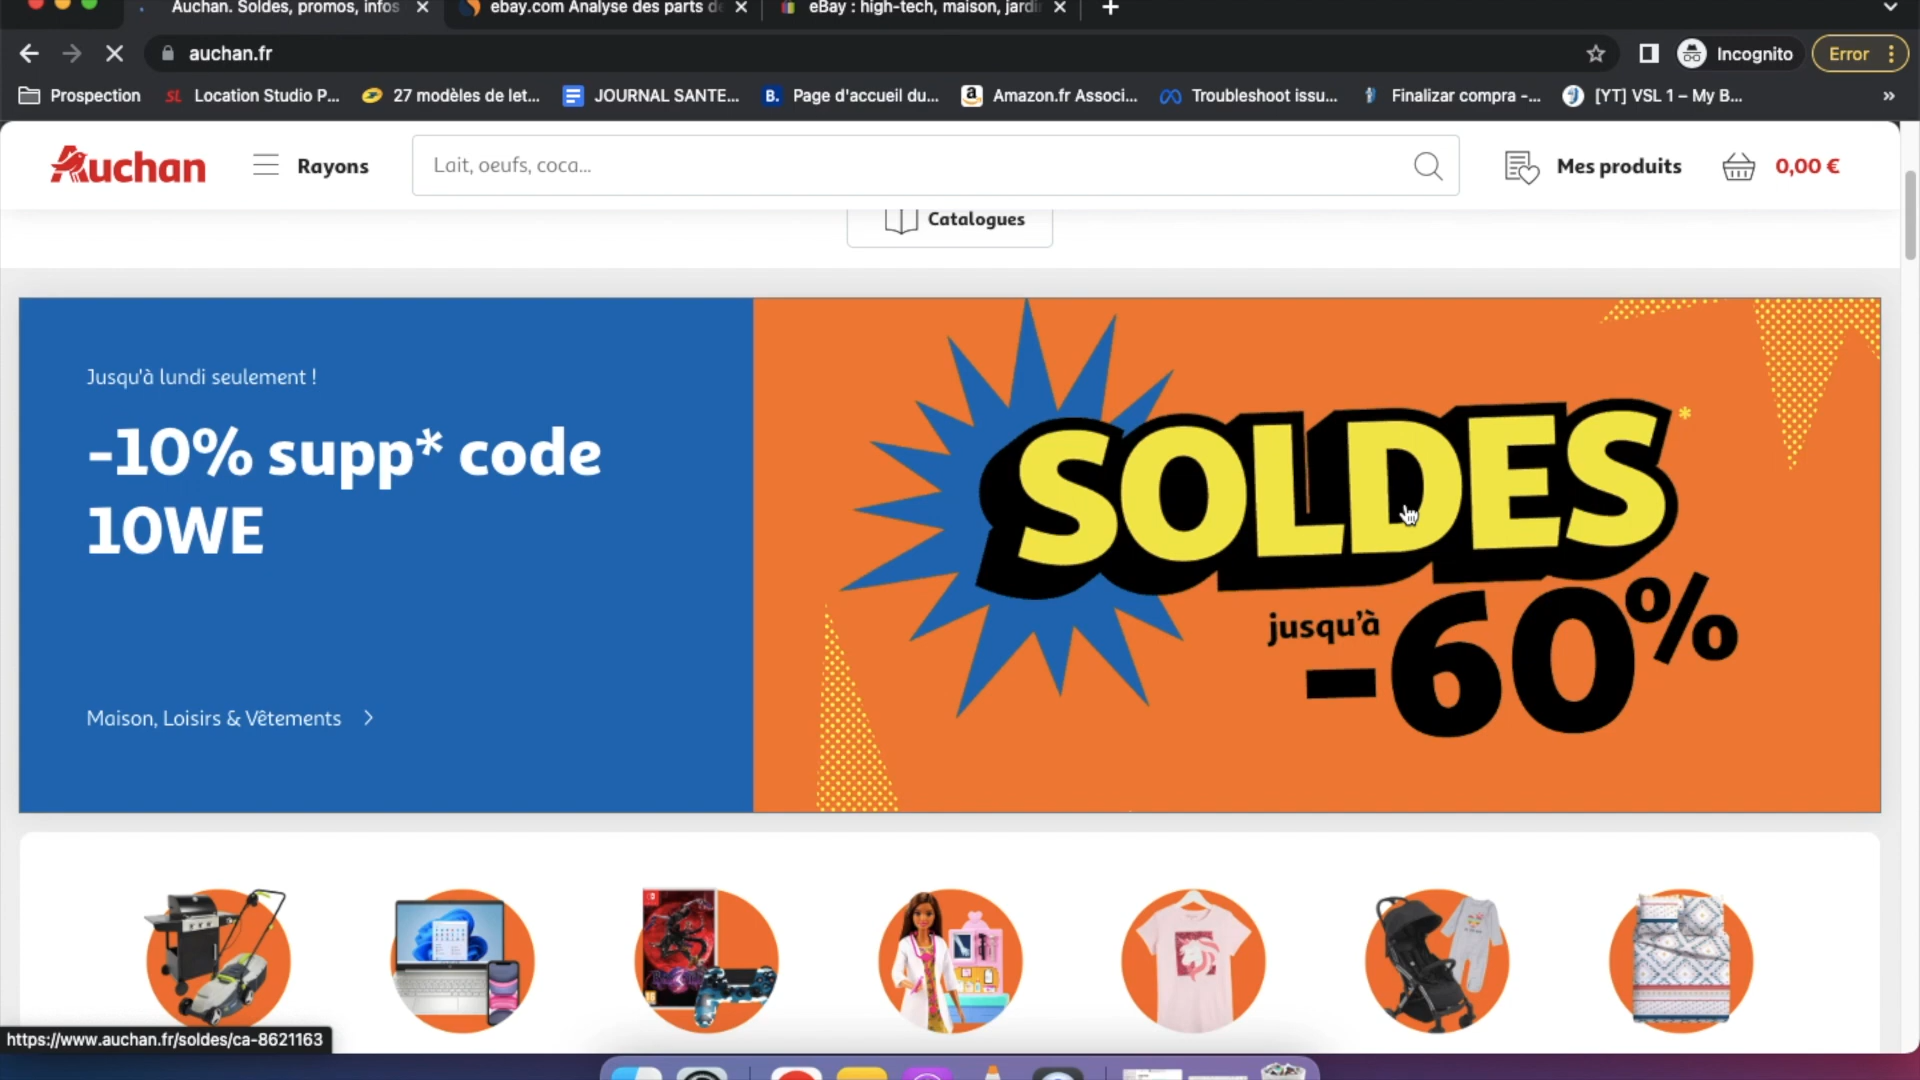 Auchan. Soldes, promos, infos
ebay.com Analyse des parts d
eBay : high-tech, maison, jardi
auchan.fr
Incognito
Error
Prospection
SL Location Studio P...
27 modèles de let...
JOURNAL SANTE...
B. Page d'accueil du...
a Amazon.fr Associ...
Troubleshoot issu...
Finalizar compra -...
[YT] VSL 1 – My B...
»
Auchan
Rayons
Lait, oeufs, coca...
Mes produits
0,00 €
Catalogues
Jusqu'à lundi seulement !
-10% supp* code
10WE
Maison, Loisirs & Vêtements
SOLDES*
jusqu'à
-60%
https://www.auchan.fr/soldes/ca-8621163